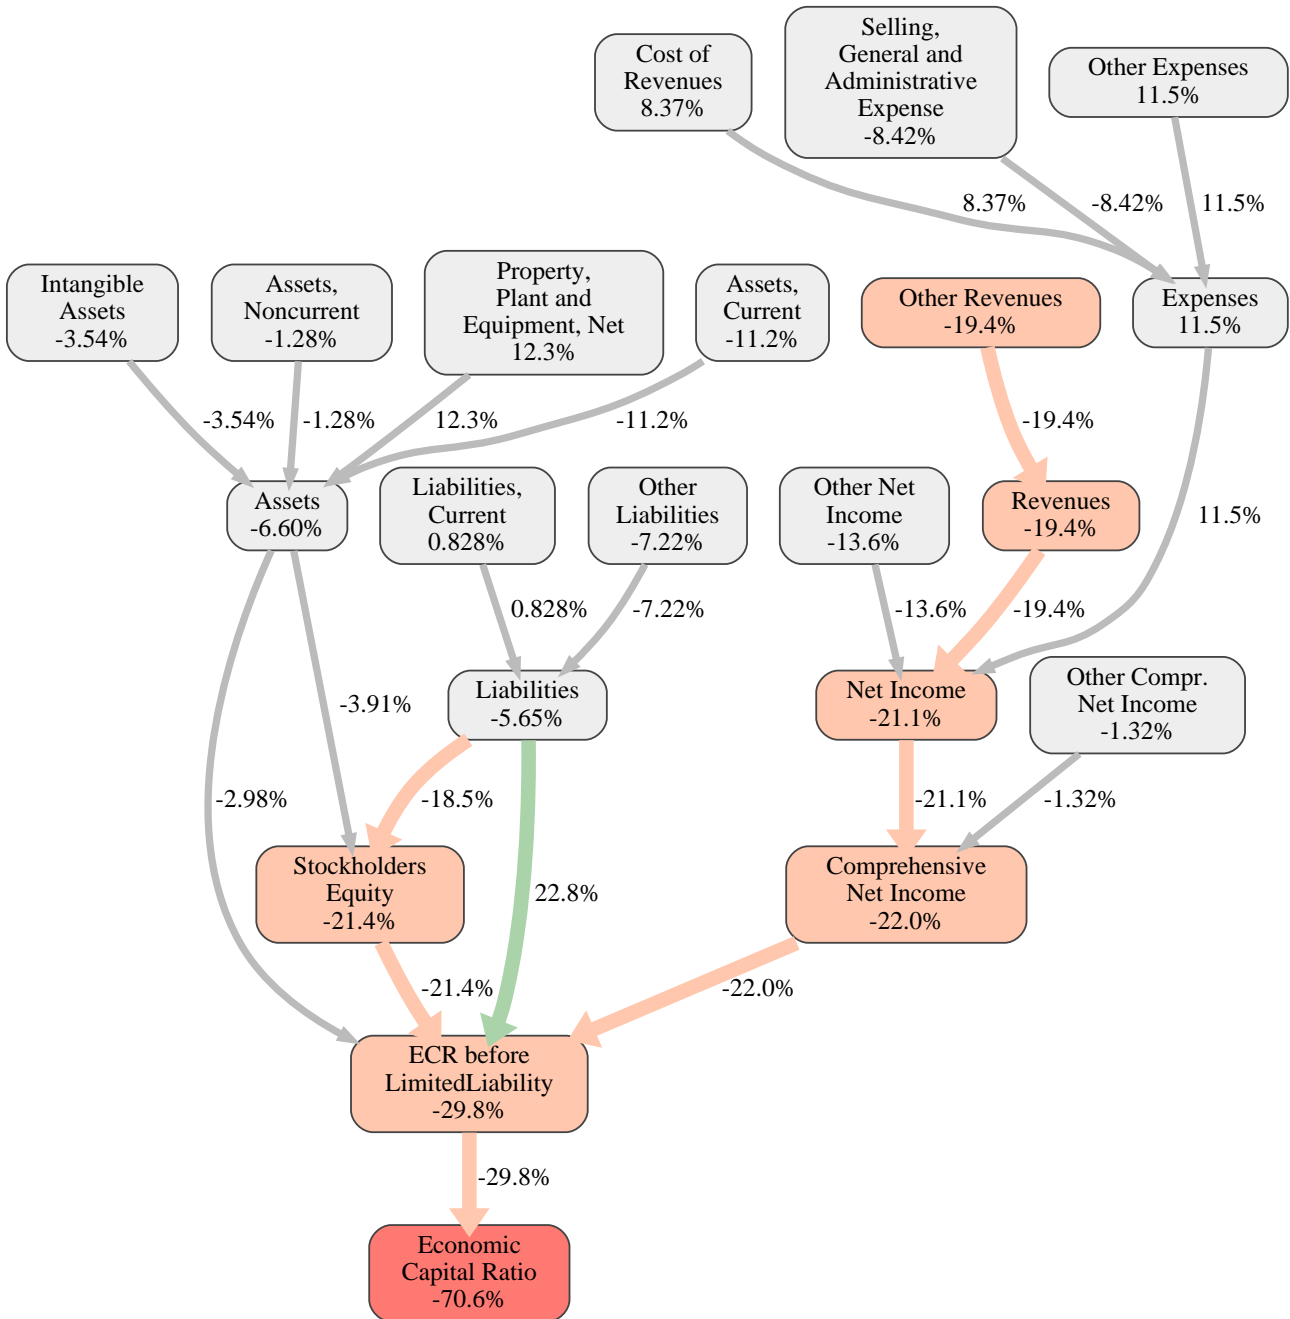 Cost of
Revenues
8.37%
Selling,
General and
Administrative
Expense
-8.42%
Other Expenses
11.5%
8.37%
-8.42%
11.5%
Intangible
Assets
-3.54%
Assets,
Noncurrent
-1.28%
Property,
Plant and
Equipment, Net
12.3%
Assets,
Current
-11.2%
Other Revenues
-19.4%
Expenses
11.5%
-3.54%
-1.28%
12.3%
-11.2%
-19.4%
Assets
-6.60%
Liabilities,
Current
0.828%
Other
Liabilities
-7.22%
Other Net
Income
-13.6%
Revenues
-19.4%
11.5%
0.828%
-7.22%
-13.6%
-19.4%
Liabilities
-5.65%
Net Income
-21.1%
Other Compr.
Net Income
-1.32%
-3.91%
-2.98%
-18.5%
-21.1%
-1.32%
Stockholders
Equity
-21.4%
22.8%
Comprehensive
Net Income
-22.0%
-21.4%
-22.0%
ECR before
LimitedLiability
-29.8%
-29.8%
Economic
Capital Ratio
-70.6%